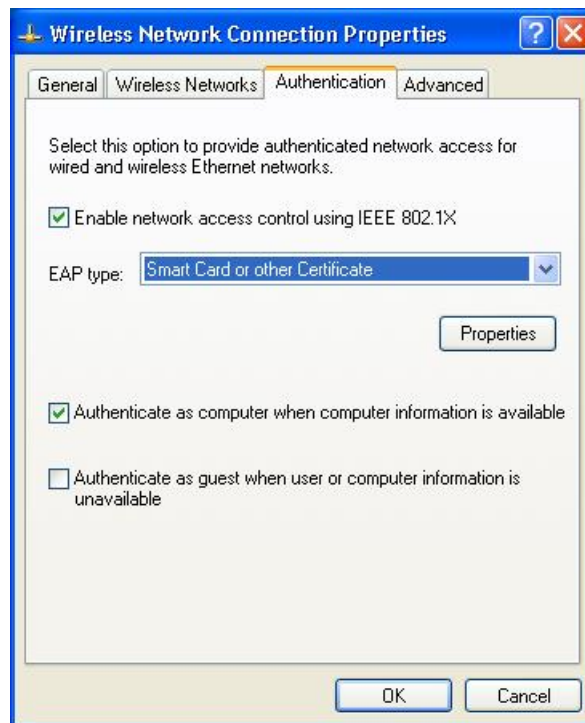 Wireless Network Connection Properties
General Wireless Networks Authentication Advanced
Select this option to provide authenticated network access for
wired and wireless Ethernet networks.
Enable network access control using IEEE 802.1X
EAP type: Smart Card or other Certificate
Properties
Authenticate as computer when computer information is available
Authenticate as guest when user or computer information is
unavailable
OK Cancel